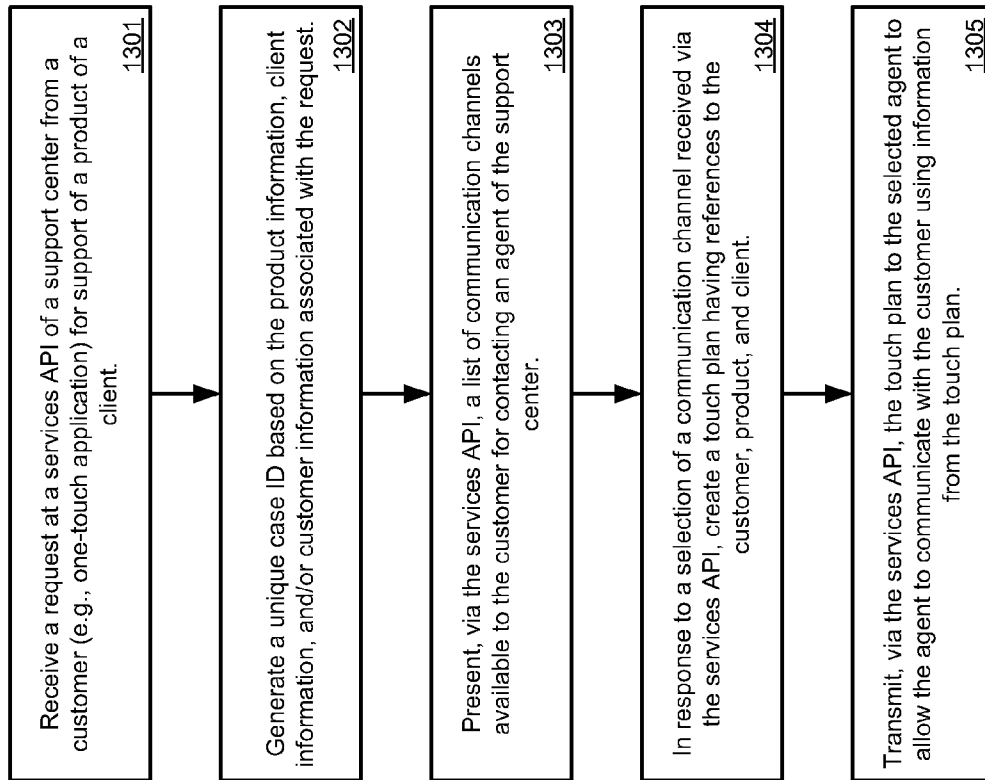 Receive a request at a services API of a support center from a
customer (e.g., one-touch application) for support of a product of a
client.
1301
Generate a unique case ID based on the product information, client
information, and/or customer information associated with the request.
1302
Present, via the services API, a list of communication channels
available to the customer for contacting an agent of the support
center.
1303
In response to a selection of a communication channel received via
the services API, create a touch plan having references to the
customer, product, and client.
1304
Transmit, via the services API, the touch plan to the selected agent to
allow the agent to communicate with the customer using information
from the touch plan.
1305